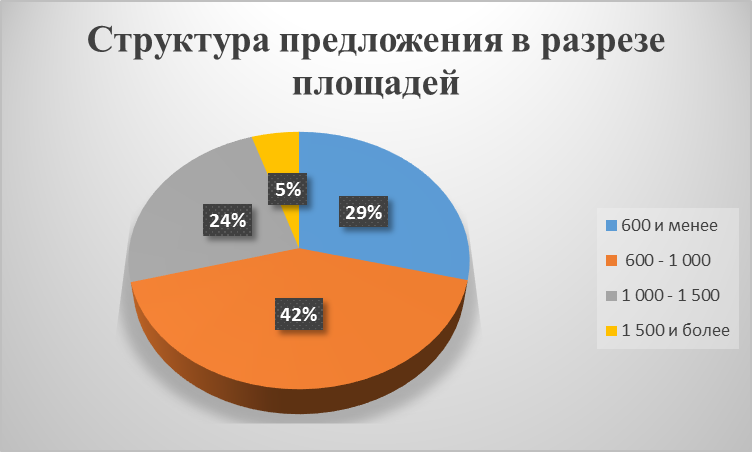 Структура предложения в разрезе
площадей
5%
29%
24%
42%
600 и менее
600 - 1 000
1 000 - 1 500
1 500 и более